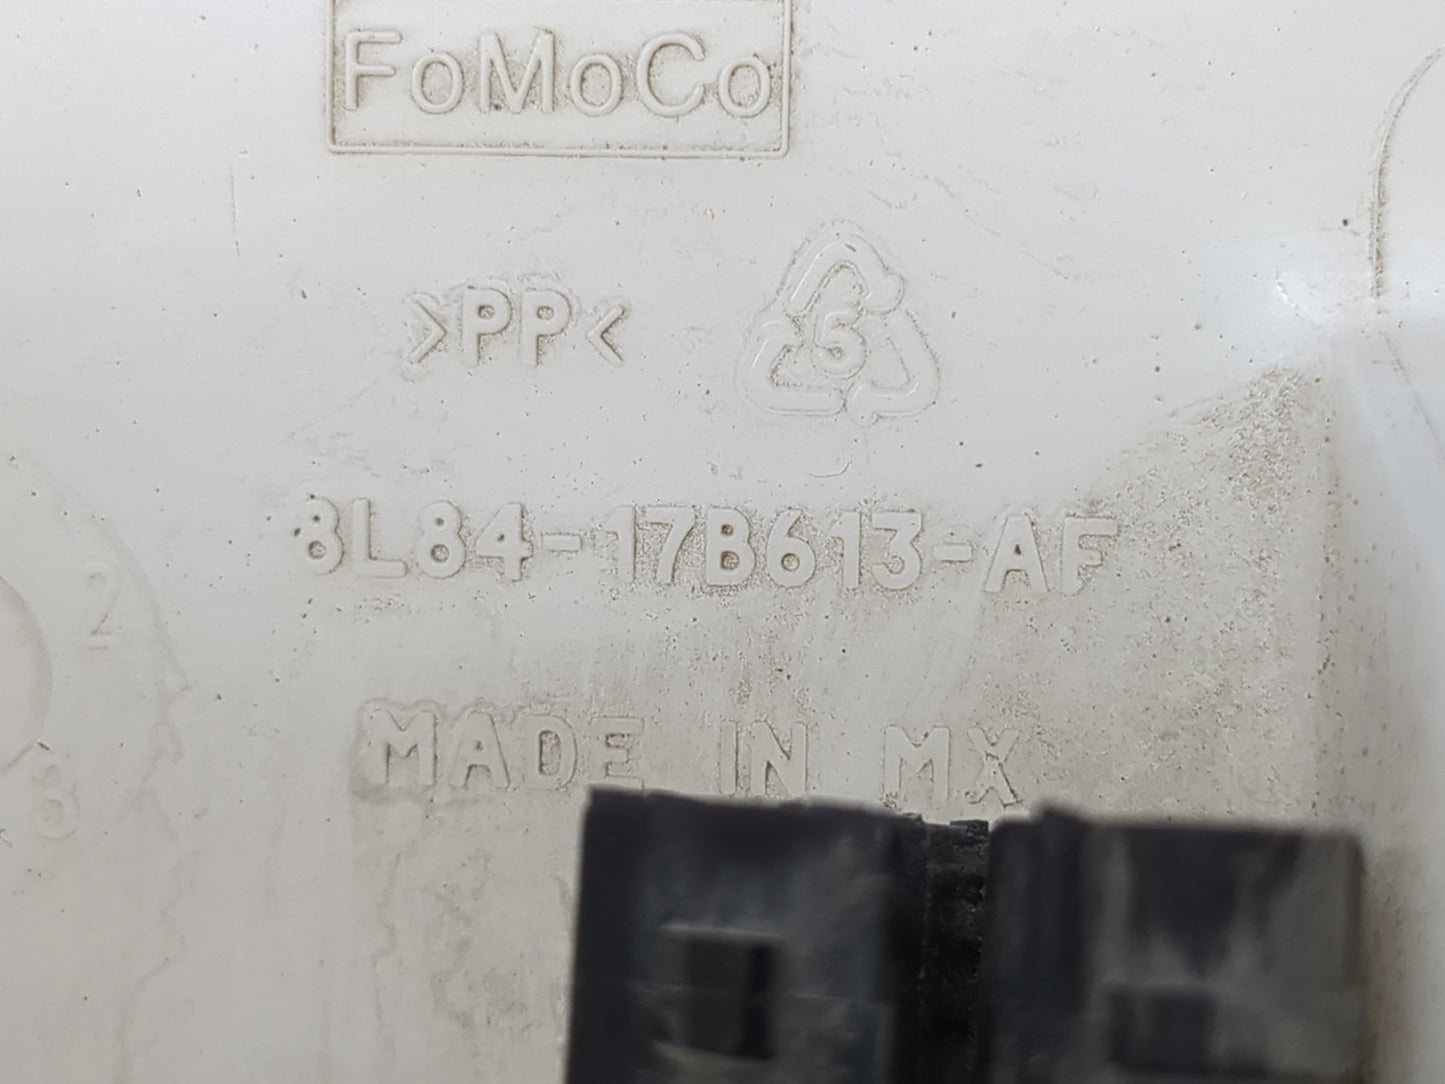 FoMoCo
>PP< 5
8L84-17B613-AF
2
MADE IN MX
3